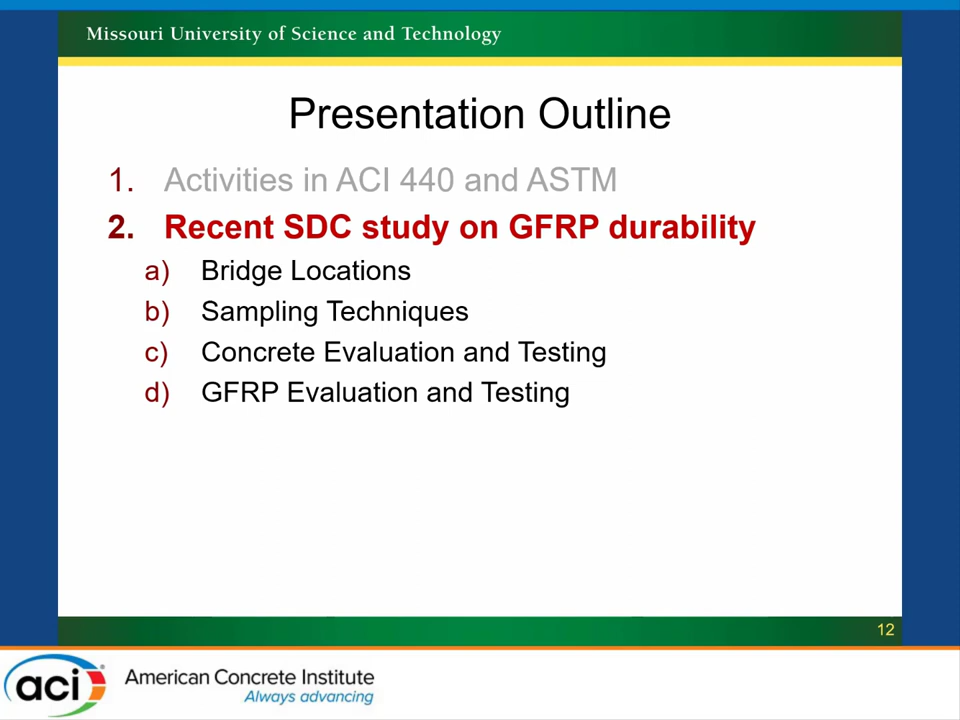 Missouri University of Science and Technology
Presentation Outline
1. Activities in ACI 440 and ASTM
2. Recent SDC study on GFRP durability
a) Bridge Locations
b) Sampling Techniques
c) Concrete Evaluation and Testing
d) GFRP Evaluation and Testing
12
aci
American Concrete Institute
Always advancing